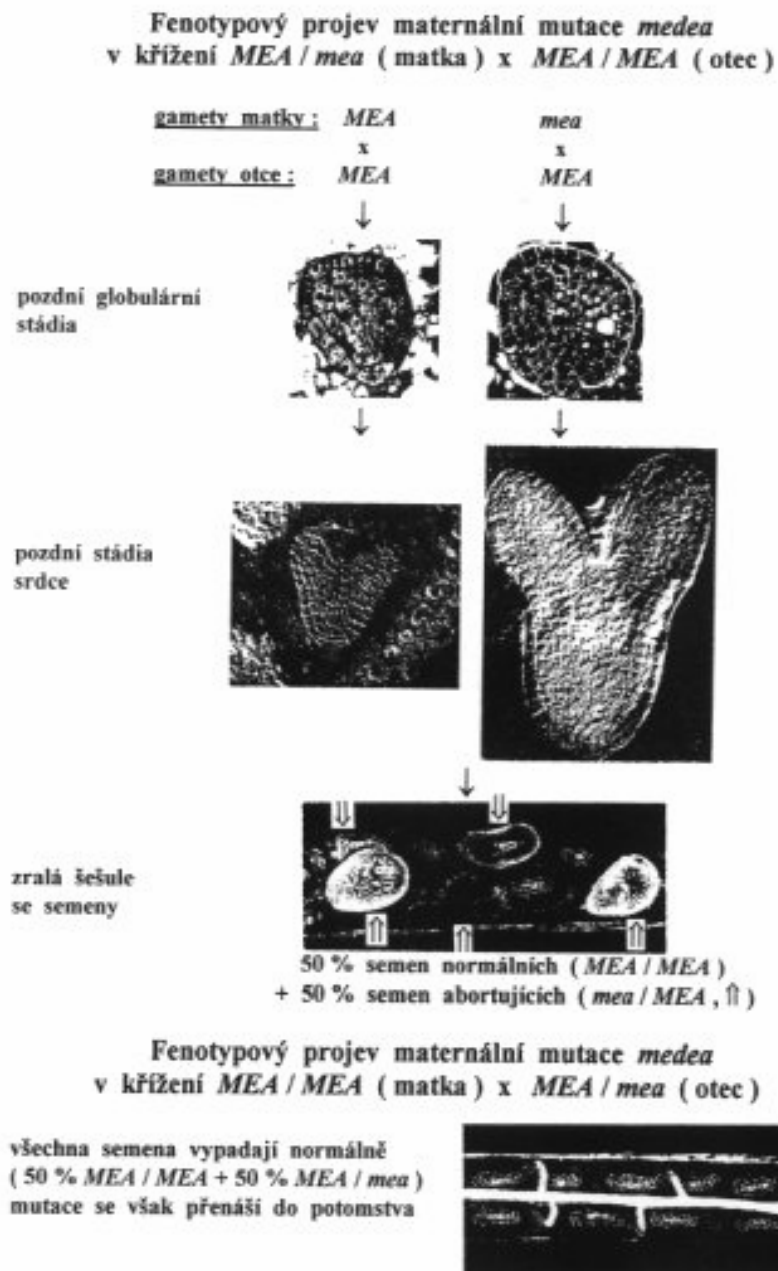 Fenotypový projev maternální mutace medea
v křížení MEA / mea ( matka ) x MEA / MEA ( otec )
gamety matky : MEA mea
x x
gamety otce : MEA MEA
↓ ↓
pozdní globulární
stádia
↓ ↓
pozdní stádia
srdce
↓
⇓ ⇓
zralá šešule
se semeny
⇑ ⇑ ⇑
50 % semen normálních ( MEA / MEA )
+ 50 % semen abortujících ( mea / MEA , ⇑ )
Fenotypový projev maternální mutace medea
v křížení MEA / MEA ( matka ) x MEA / mea ( otec )
všechna semena vypadají normálně
( 50 % MEA / MEA + 50 % MEA / mea )
mutace se však přenáší do potomstva